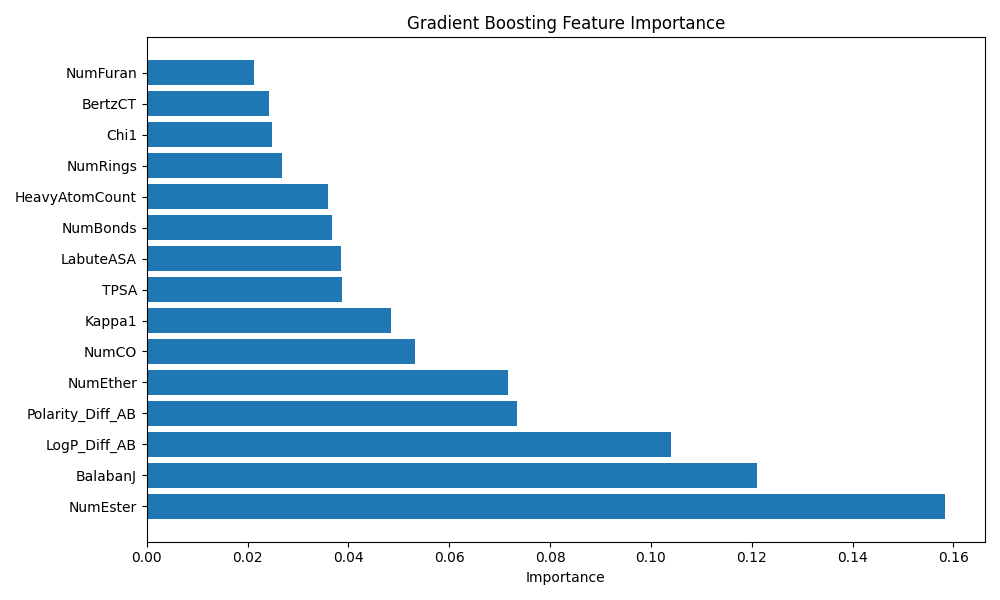 Gradient Boosting Feature Importance
NumFuran
BertzCT
Chi1
NumRings
HeavyAtomCount
NumBonds
LabuteASA
TPSA
Kappa1
NumCO
NumEther
Polarity_Diff_AB
LogP_Diff_AB
BalabanJ
NumEster
0.00 0.02 0.04 0.06 0.08 0.10 0.12 0.14 0.16
Importance